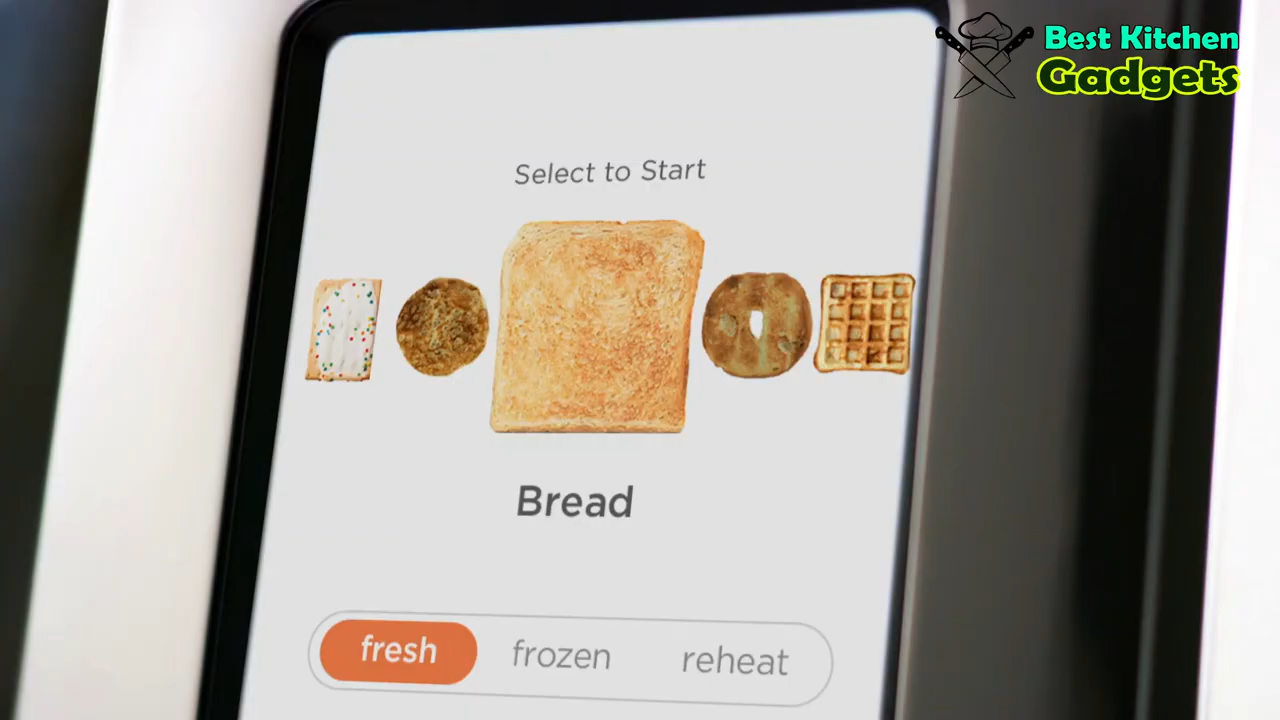 Best Kitchen
Gadgets
Select to Start
Bread
fresh frozen reheat